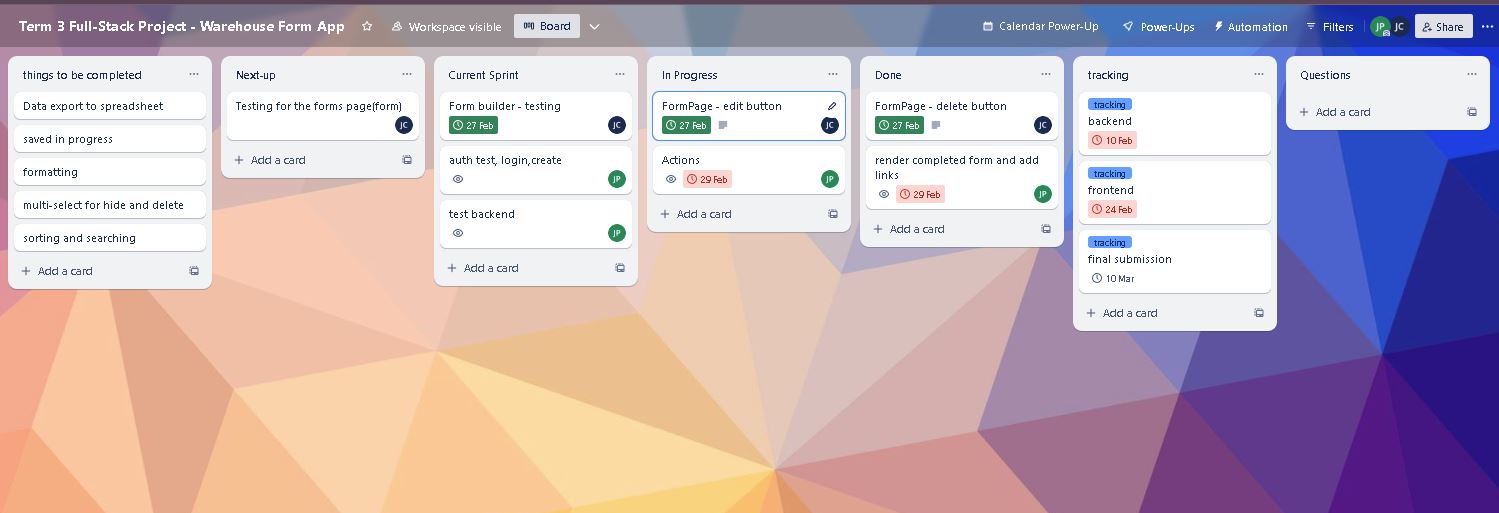 Term 3 Full-Stack Project - Warehouse Form App
Workspace visible
Board
Calendar Power-Up
Power-Ups
Automation
Filters
JP
JC
Share
things to be completed
Data export to spreadsheet
saved in progress
formatting
multi-select for hide and delete
sorting and searching
+ Add a card
Next-up
Testing for the forms page(form)
JC
+ Add a card
Current Sprint
Form builder - testing
27 Feb
JC
auth test, login,create
JP
test backend
JP
+ Add a card
In Progress
FormPage - edit button
27 Feb
JC
Actions
29 Feb
JP
+ Add a card
Done
FormPage - delete button
27 Feb
JC
render completed form and add
links
29 Feb
JP
+ Add a card
tracking
tracking
backend
10 Feb
tracking
frontend
24 Feb
tracking
final submission
10 Mar
+ Add a card
Questions
+ Add a card